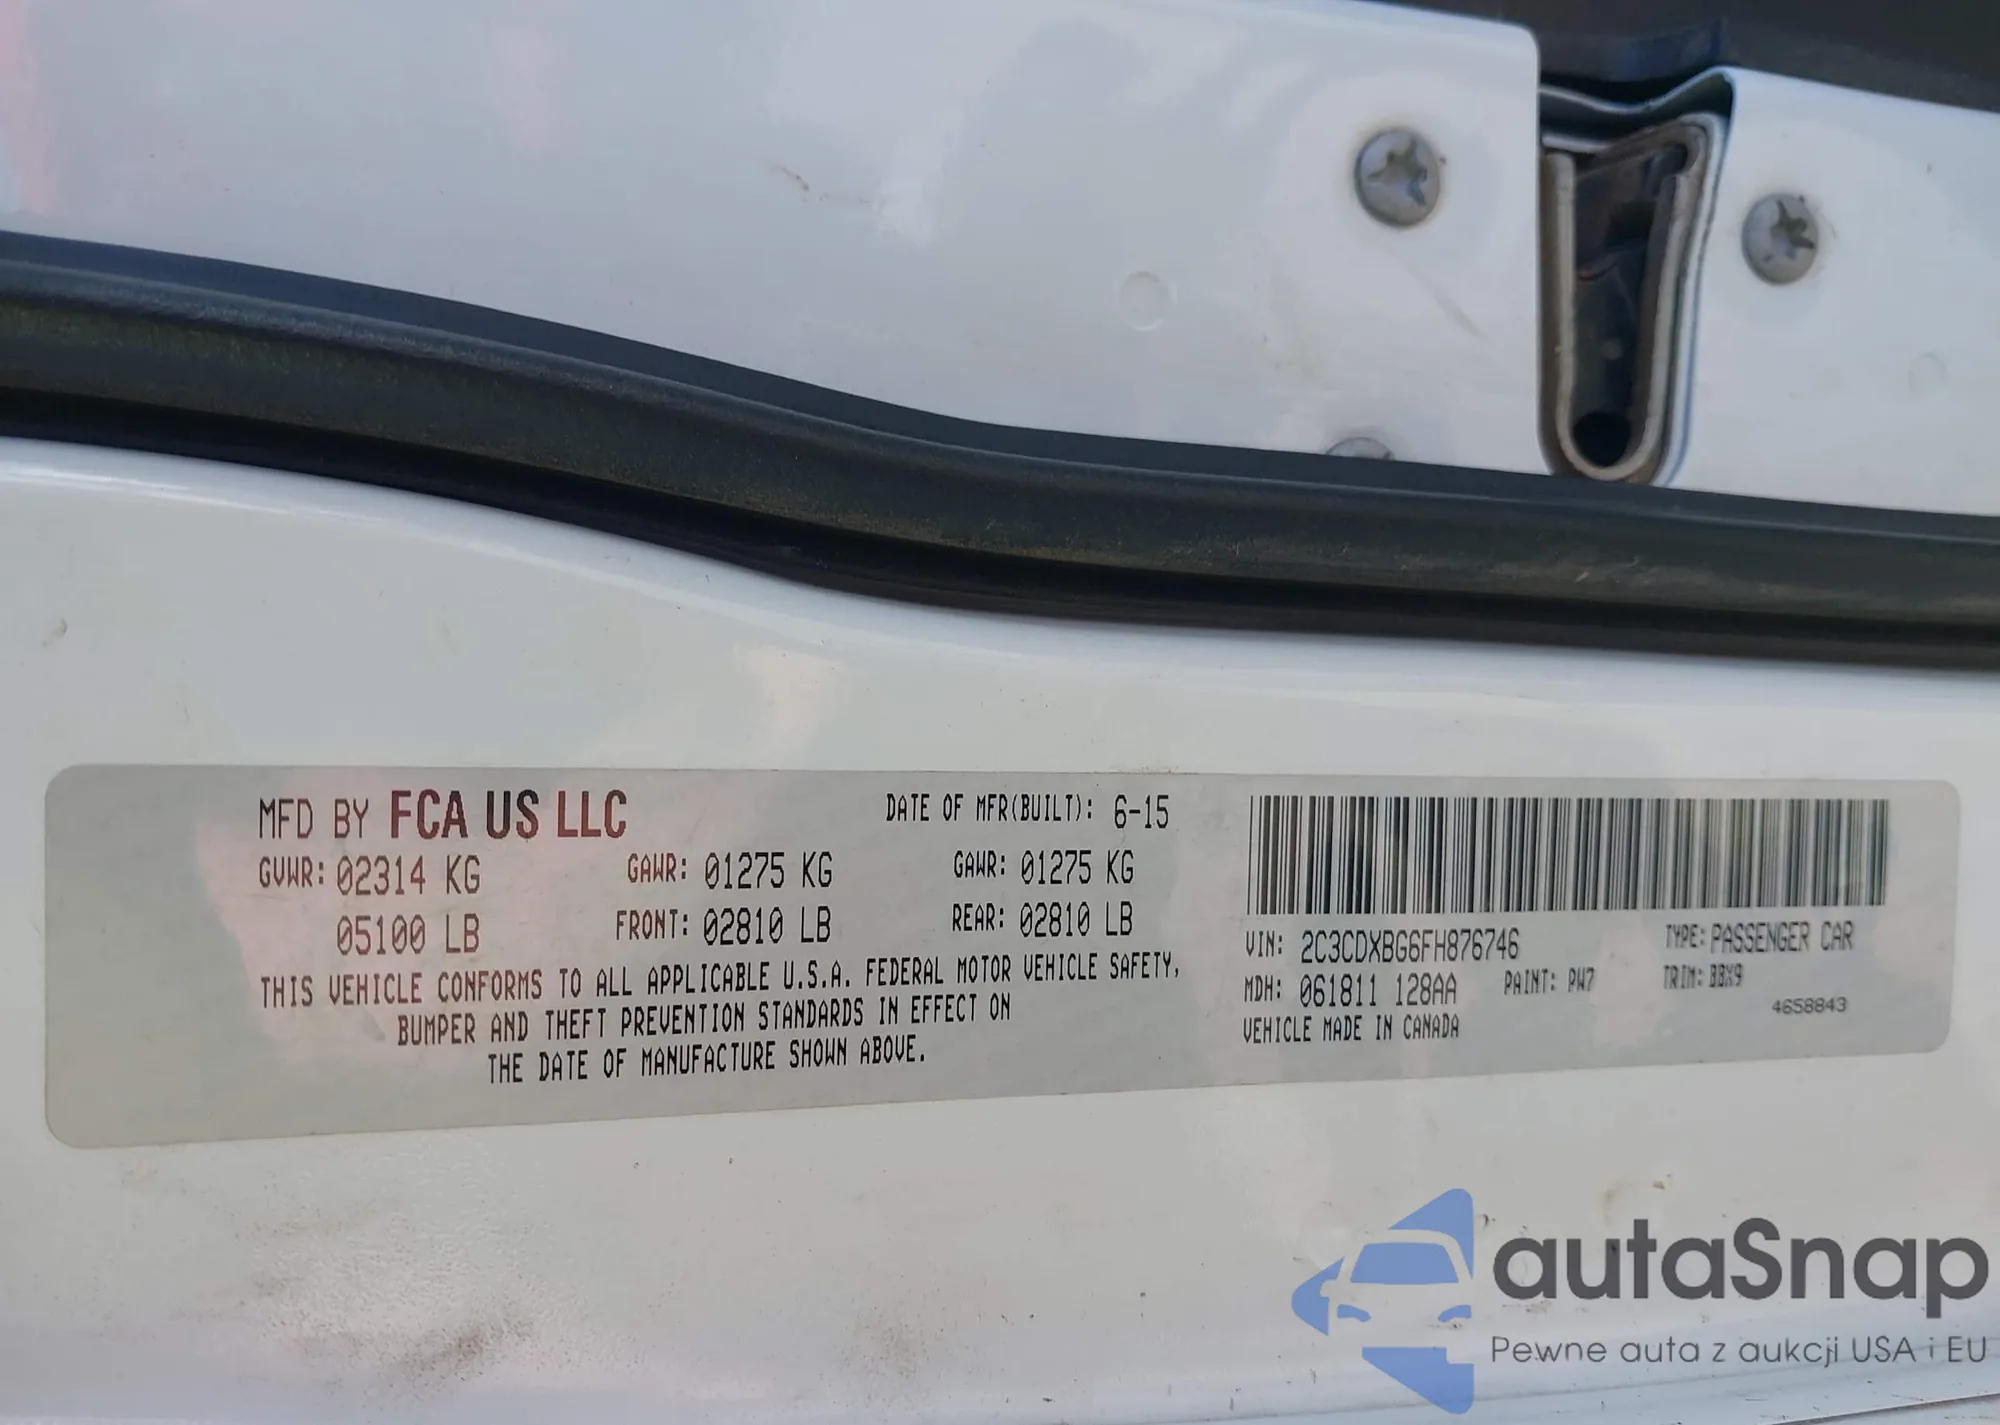 MFD BY FCA US LLC DATE OF MFR(BUILT): 6-15
GVWR: 02314 KG GAWR: 01275 KG GAWR: 01275 KG
05100 LB FRONT: 02810 LB REAR: 02810 LB
THIS VEHICLE CONFORMS TO ALL APPLICABLE U.S.A. FEDERAL MOTOR VEHICLE SAFETY,
BUMPER AND THEFT PREVENTION STANDARDS IN EFFECT ON
THE DATE OF MANUFACTURE SHOWN ABOVE.
VIN: 2C3CDXBG6FH876746 TYPE: PASSENGER CAR
MDH: 061811 128AA PAINT: PW7 TRIM: BBX9
VEHICLE MADE IN CANADA 4658843
autaSnap
Pewne auta z aukcji USA i EU